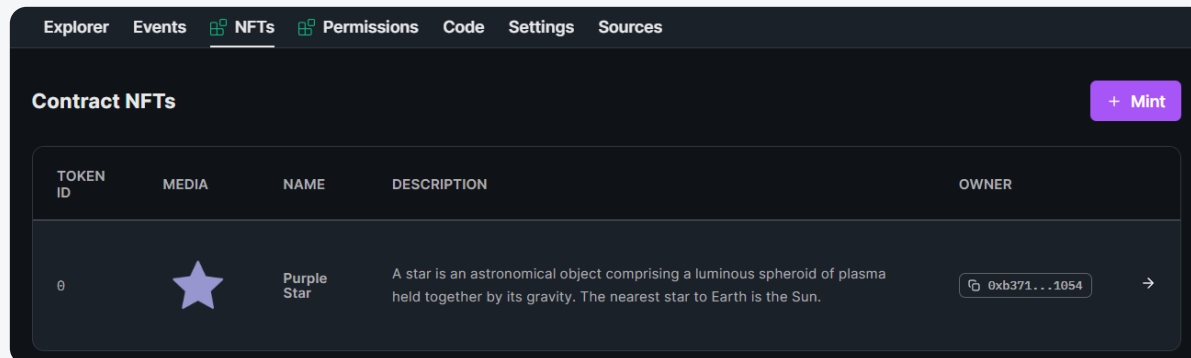 Explorer Events NFTs Permissions Code Settings Sources
Contract NFTs + Mint
TOKEN ID MEDIA NAME DESCRIPTION OWNER
0
Purple
Star
A star is an astronomical object comprising a luminous spheroid of plasma
held together by its gravity. The nearest star to Earth is the Sun.
0xb371...1054